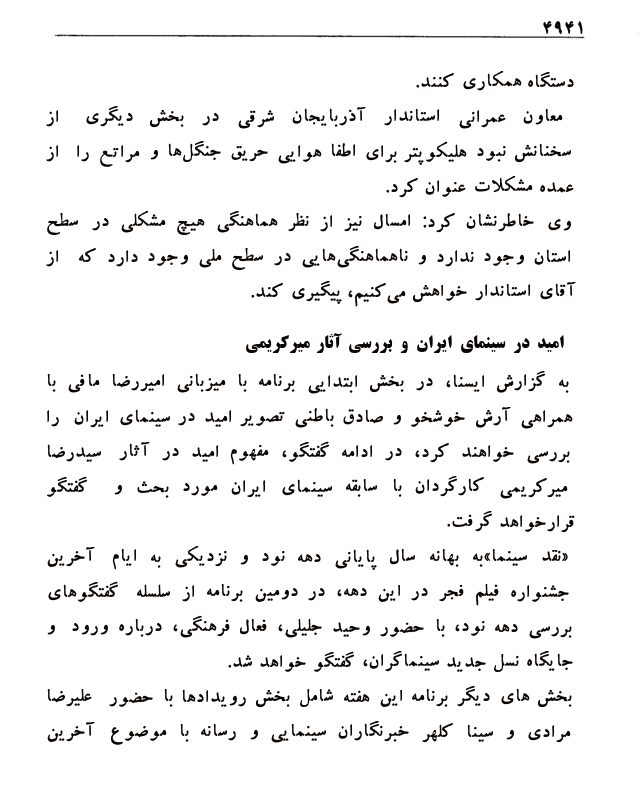 ۴۹۴۱
دستگاه همکاری کنند.
معاون عمرانی استاندار آذربایجان شرقی در بخش دیگری از
سخنانش نبود هلیکوپتر برای اطفا هوایی حریق جنگل‌ها و مراتع را از
عمده مشکلات عنوان کرد.
وی خاطرنشان کرد: امسال نیز از نظر هماهنگی هیچ مشکلی در سطح
استان وجود ندارد و ناهماهنگی‌هایی در سطح ملی وجود دارد که از
آقای استاندار خواهش می‌کنیم، پیگیری کند.
امید در سینمای ایران و بررسی آثار میرکریمی
به گزارش ایسنا، در بخش ابتدایی برنامه با میزبانی امیررضا مافی با
همراهی آرش خوشخو و صادق باطنی تصویر امید در سینمای ایران را
بررسی خواهند کرد، در ادامه گفتگو، مفهوم امید در آثار سیدرضا
میرکریمی کارگردان با سابقه سینمای ایران مورد بحث و گفتگو
قرارخواهد گرفت.
«نقد سینما»به بهانه سال پایانی دهه نود و نزدیکی به ایام آخرین
جشنواره فیلم فجر در این دهه، در دومین برنامه از سلسله گفتگوهای
بررسی دهه نود، با حضور وحید جلیلی، فعال فرهنگی، درباره ورود و
جایگاه نسل جدید سینماگران، گفتگو خواهد شد.
بخش های دیگر برنامه این هفته شامل بخش رویدادها با حضور علیرضا
مرادی و سینا کلهر خبرنگاران سینمایی و رسانه با موضوع آخرین